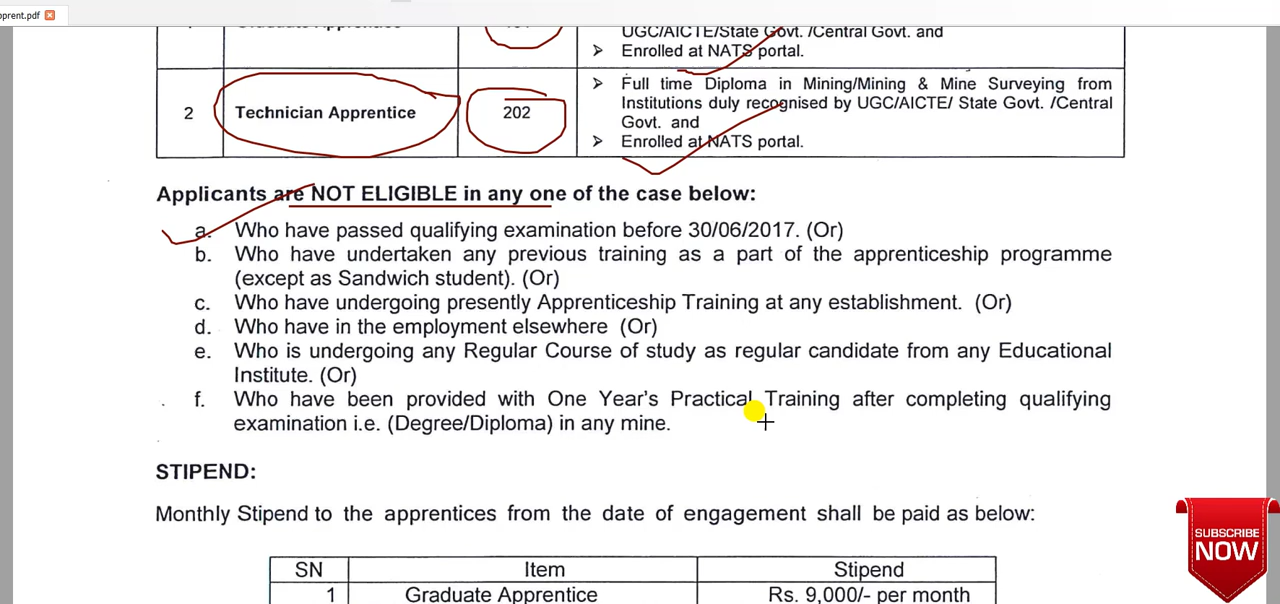 pprent.pdf
UGC/AICTE/State Govt. /Central Govt. and
➢ Enrolled at NATS portal.
2 Technician Apprentice 202 ➢ Full time Diploma in Mining/Mining & Mine Surveying from
Institutions duly recognised by UGC/AICTE/ State Govt. /Central
Govt. and
➢ Enrolled at NATS portal.
Applicants are NOT ELIGIBLE in any one of the case below:
a. Who have passed qualifying examination before 30/06/2017. (Or)
b. Who have undertaken any previous training as a part of the apprenticeship programme
(except as Sandwich student). (Or)
c. Who have undergoing presently Apprenticeship Training at any establishment. (Or)
d. Who have in the employment elsewhere (Or)
e. Who is undergoing any Regular Course of study as regular candidate from any Educational
Institute. (Or)
f. Who have been provided with One Year's Practical Training after completing qualifying
examination i.e. (Degree/Diploma) in any mine.
STIPEND:
Monthly Stipend to the apprentices from the date of engagement shall be paid as below:
SN Item Stipend
1 Graduate Apprentice Rs. 9,000/- per month
SUBSCRIBE
NOW